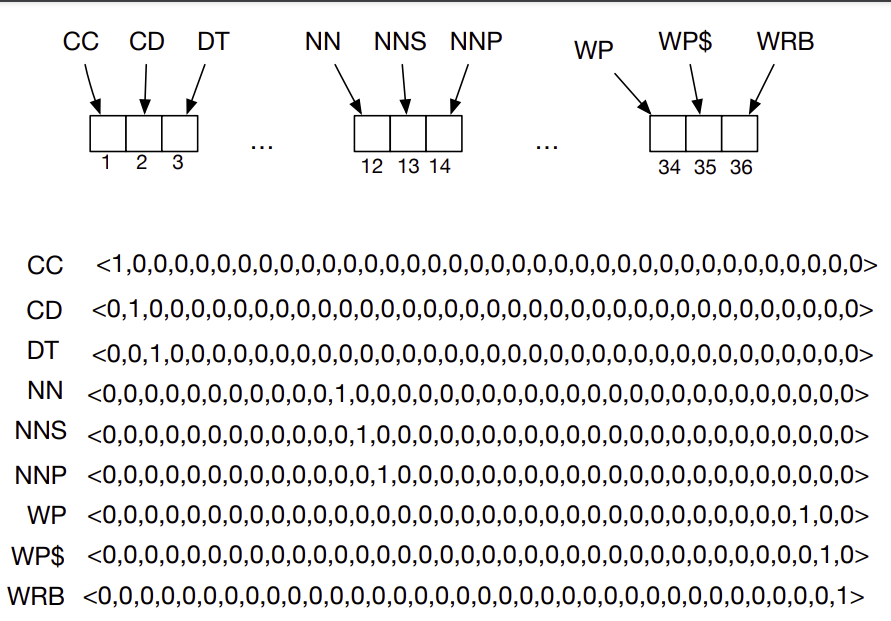 CC CD DT NN NNS NNP WP WP$ WRB
... ...
1 2 3 12 13 14 34 35 36
CC <1,0,0,0,0,0,0,0,0,0,0,0,0,0,0,0,0,0,0,0,0,0,0,0,0,0,0,0,0,0,0,0,0,0,0,0>
CD <0,1,0,0,0,0,0,0,0,0,0,0,0,0,0,0,0,0,0,0,0,0,0,0,0,0,0,0,0,0,0,0,0,0,0,0>
DT <0,0,1,0,0,0,0,0,0,0,0,0,0,0,0,0,0,0,0,0,0,0,0,0,0,0,0,0,0,0,0,0,0,0,0,0>
NN <0,0,0,0,0,0,0,0,0,0,0,1,0,0,0,0,0,0,0,0,0,0,0,0,0,0,0,0,0,0,0,0,0,0,0,0>
NNS <0,0,0,0,0,0,0,0,0,0,0,0,1,0,0,0,0,0,0,0,0,0,0,0,0,0,0,0,0,0,0,0,0,0,0,0>
NNP <0,0,0,0,0,0,0,0,0,0,0,0,0,1,0,0,0,0,0,0,0,0,0,0,0,0,0,0,0,0,0,0,0,0,0,0>
WP <0,0,0,0,0,0,0,0,0,0,0,0,0,0,0,0,0,0,0,0,0,0,0,0,0,0,0,0,0,0,0,0,0,1,0,0>
WP$ <0,0,0,0,0,0,0,0,0,0,0,0,0,0,0,0,0,0,0,0,0,0,0,0,0,0,0,0,0,0,0,0,0,0,1,0>
WRB <0,0,0,0,0,0,0,0,0,0,0,0,0,0,0,0,0,0,0,0,0,0,0,0,0,0,0,0,0,0,0,0,0,0,0,1>